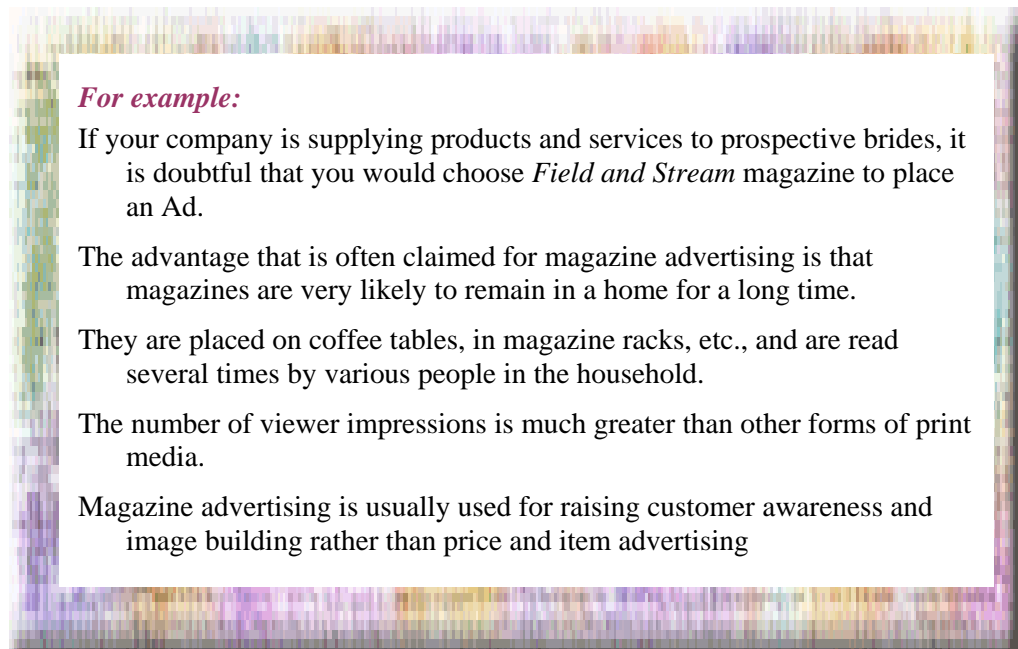 For example:
If your company is supplying products and services to prospective brides, it
is doubtful that you would choose Field and Stream magazine to place
an Ad.
The advantage that is often claimed for magazine advertising is that
magazines are very likely to remain in a home for a long time.
They are placed on coffee tables, in magazine racks, etc., and are read
several times by various people in the household.
The number of viewer impressions is much greater than other forms of print
media.
Magazine advertising is usually used for raising customer awareness and
image building rather than price and item advertising